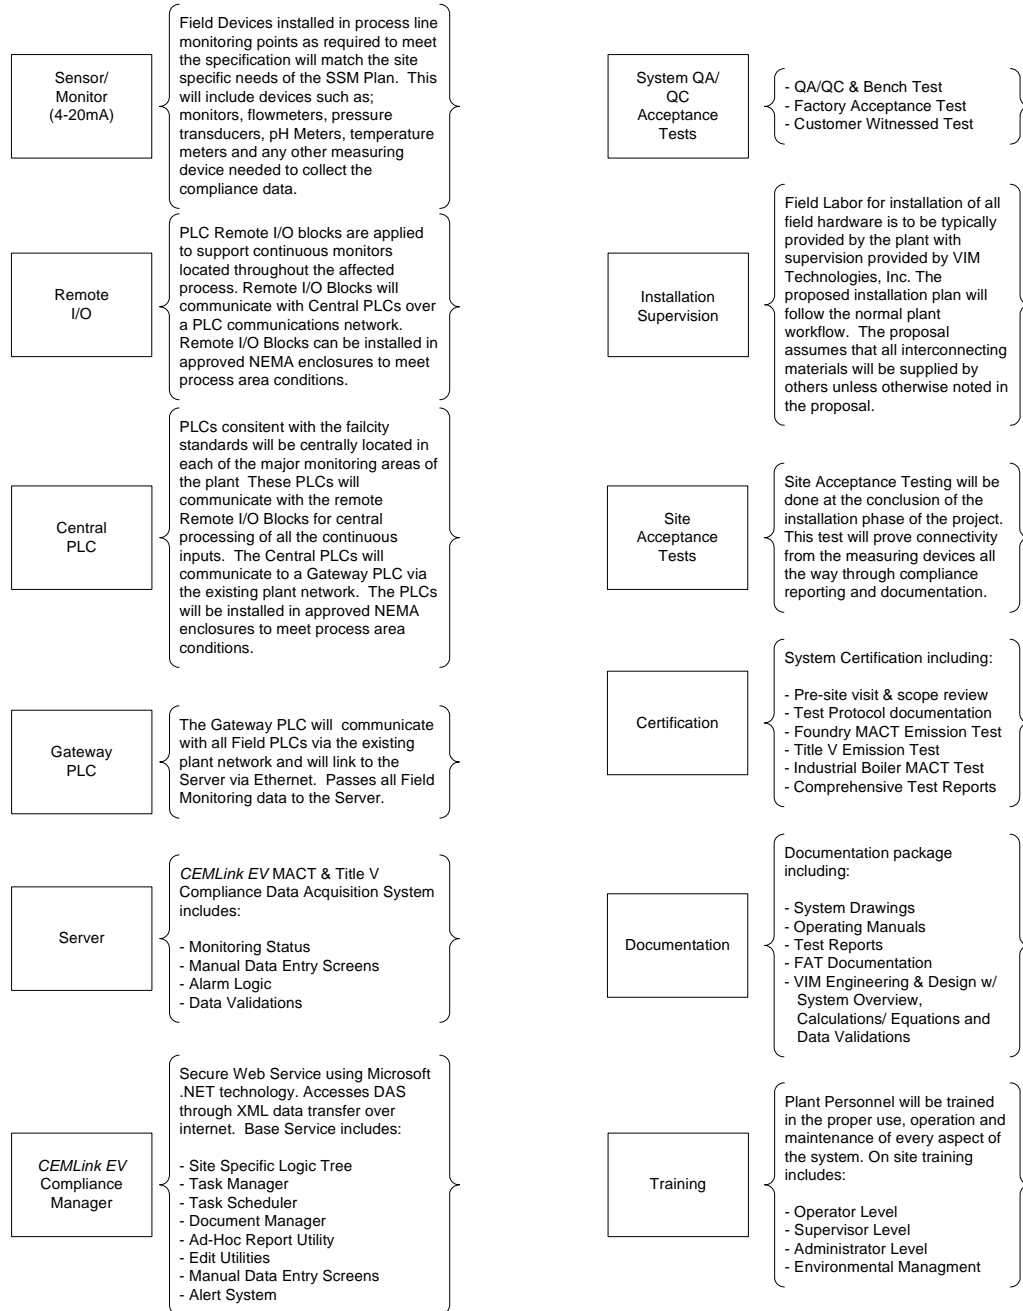 Sensor/
Monitor
(4-20mA)
Field Devices installed in process line
monitoring points as required to meet
the specification will match the site
specific needs of the SSM Plan.  This
will include devices such as;
monitors, flowmeters, pressure
transducers, pH Meters, temperature
meters and any other measuring
device needed to collect the
compliance data.
Remote
I/O
PLC Remote I/O blocks are applied
to support continuous monitors
located throughout the affected
process. Remote I/O Blocks will
communicate with Central PLCs over
a PLC communications network.
Remote I/O Blocks can be installed in
approved NEMA enclosures to meet
process area conditions.
Central
PLC
PLCs consitent with the failcity
standards will be centrally located in
each of the major monitoring areas of
the plant  These PLCs will
communicate with the remote
Remote I/O Blocks for central
processing of all the continuous
inputs.  The Central PLCs will
communicate to a Gateway PLC via
the existing plant network.  The PLCs
will be installed in approved NEMA
enclosures to meet process area
conditions.
Gateway
PLC
The Gateway PLC will  communicate
with all Field PLCs via the existing
plant network and will link to the
Server via Ethernet.  Passes all Field
Monitoring data to the Server.
Server
CEMLink EV MACT & Title V
Compliance Data Acquisition System
includes:
- Monitoring Status
- Manual Data Entry Screens
- Alarm Logic
- Data Validations
CEMLink EV
Compliance
Manager
Secure Web Service using Microsoft
.NET technology. Accesses DAS
through XML data transfer over
internet.  Base Service includes:
- Site Specific Logic Tree
- Task Manager
- Task Scheduler
- Document Manager
- Ad-Hoc Report Utility
- Edit Utilities
- Manual Data Entry Screens
- Alert System
System QA/
QC
Acceptance
Tests
- QA/QC & Bench Test
- Factory Acceptance Test
- Customer Witnessed Test
Installation
Supervision
Field Labor for installation of all
field hardware is to be typically
provided by the plant with
supervision provided by VIM
Technologies, Inc. The
proposed installation plan will
follow the normal plant
workflow.  The proposal
assumes that all interconnecting
materials will be supplied by
others unless otherwise noted in
the proposal.
Site
Acceptance
Tests
Site Acceptance Testing will be
done at the conclusion of the
installation phase of the project.
This test will prove connectivity
from the measuring devices all
the way through compliance
reporting and documentation.
Certification
System Certification including:
- Pre-site visit & scope review
- Test Protocol documentation
- Foundry MACT Emission Test
- Title V Emission Test
- Industrial Boiler MACT Test
- Comprehensive Test Reports
Documentation
Documentation package
including:
- System Drawings
- Operating Manuals
- Test Reports
- FAT Documentation
- VIM Engineering & Design w/
System Overview,
Calculations/ Equations and
Data Validations
Training
Plant Personnel will be trained
in the proper use, operation and
maintenance of every aspect of
the system. On site training
includes:
- Operator Level
- Supervisor Level
- Administrator Level
- Environmental Managment